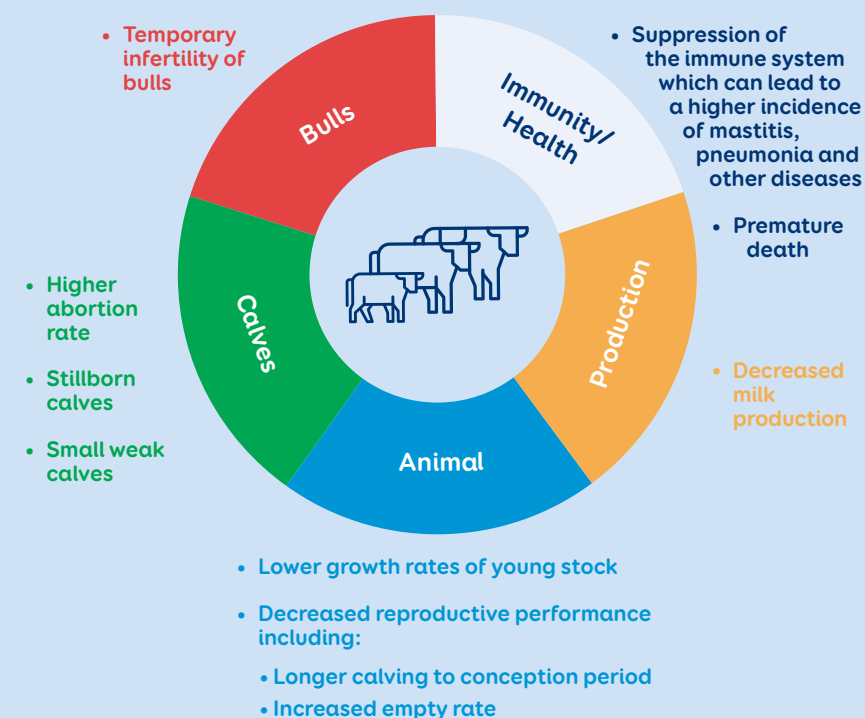 • Temporary
infertility of
bulls
Bulls
Immunity/
Health
• Suppression of
the immune system
which can lead to
a higher incidence
of mastitis,
pneumonia and
other diseases
• Premature
death
Production
• Decreased
milk
production
Calves
• Higher
abortion
rate
• Stillborn
calves
• Small weak
calves
Animal
• Lower growth rates of young stock
• Decreased reproductive performance
including:
• Longer calving to conception period
• Increased empty rate